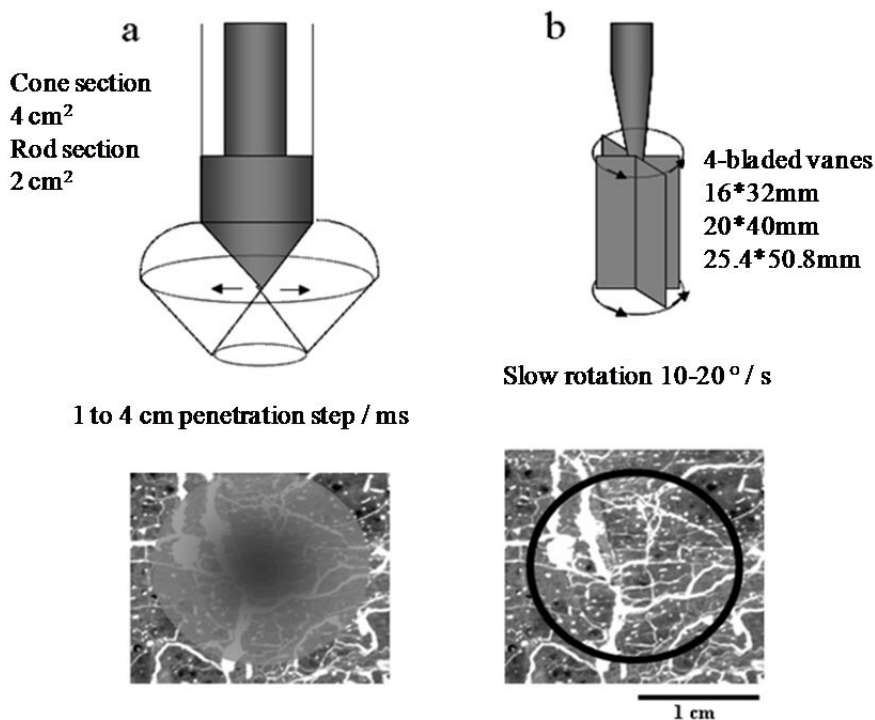 a
Cone section
4 cm²
Rod section
2 cm²
1 to 4 cm penetration step / ms
b
4-bladed vanes
16*32mm
20*40mm
25.4*50.8mm
Slow rotation 10-20 º / s
1 cm